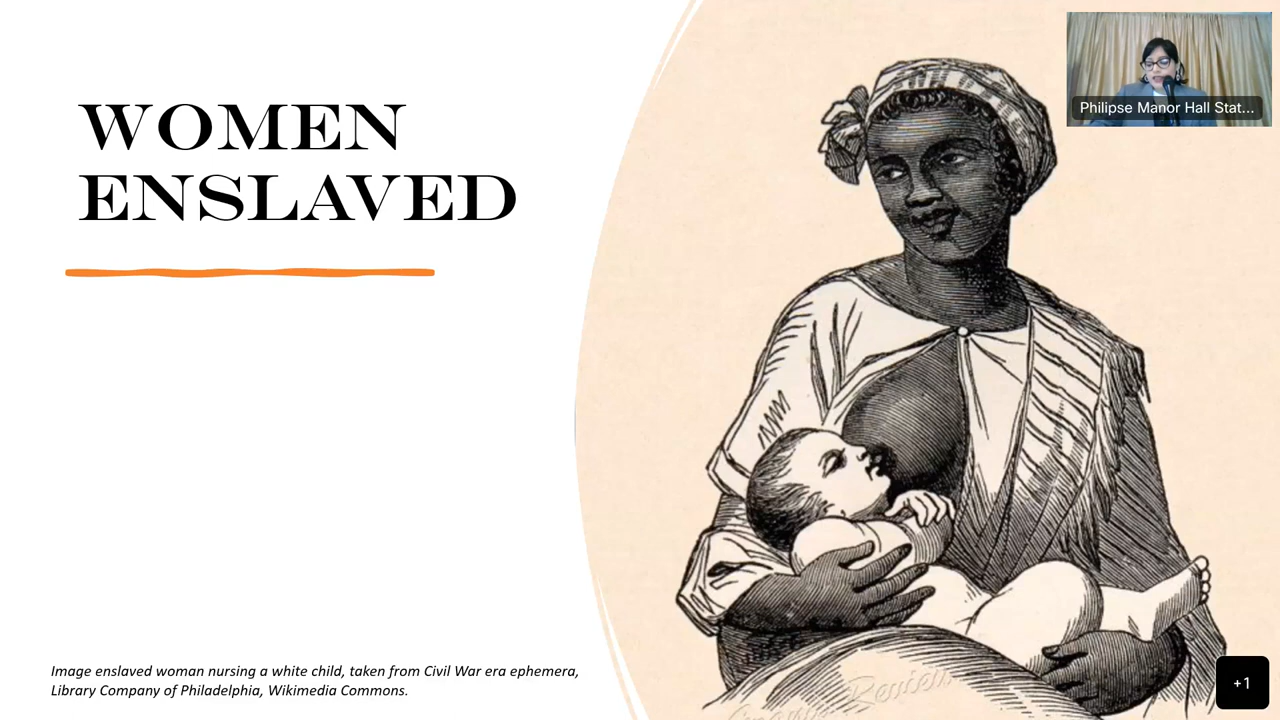 WOMEN
ENSLAVED
Philipse Manor Hall Stat...
Image enslaved woman nursing a white child, taken from Civil War era ephemera,
Library Company of Philadelphia, Wikimedia Commons.
+1